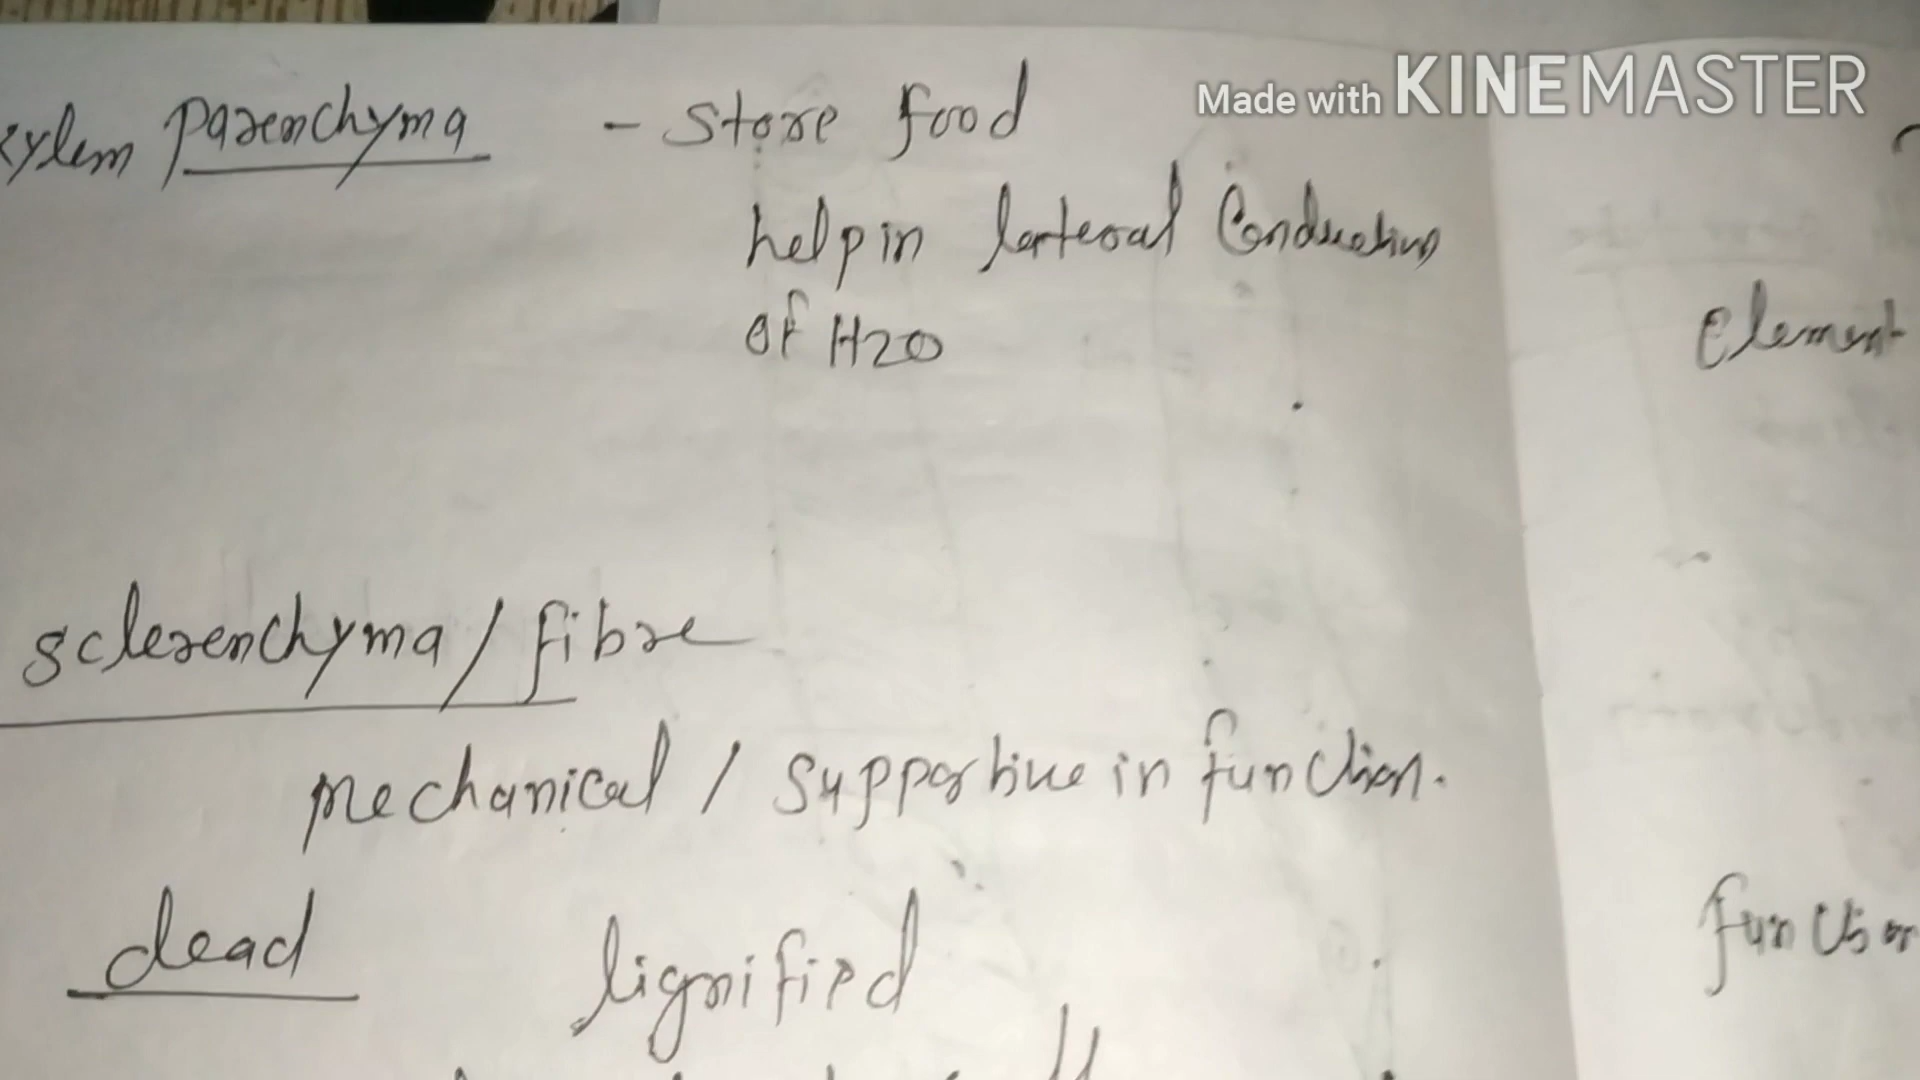 Made with KINEMASTER
xylem parenchyma - Store food
help in lateral Conduction
of H2O
Element
sclerenchyma / fibre
mechanical / supportive in function.
function
dead lignified